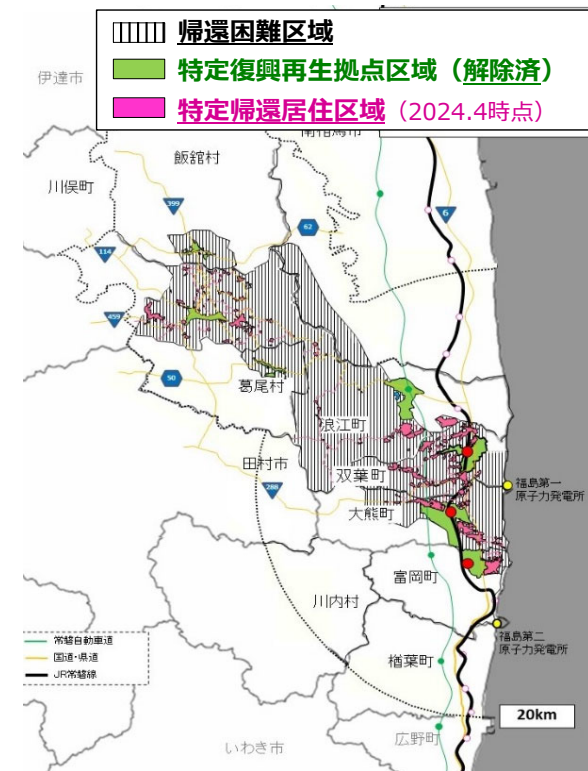 帰還困難区域
特定復興再生拠点区域（解除済）
特定帰還居住区域（2024.4時点）
伊達市
南相馬市
飯舘村
川俣町
399
62
6
114
459
50
葛尾村
浪江町
田村市
双葉町
288
福島第一
原子力発電所
大熊町
富岡町
川内村
福島第二
原子力発電所
常磐自動車道
国道・県道
JR常磐線
楢葉町
20km
広野町
いわき市